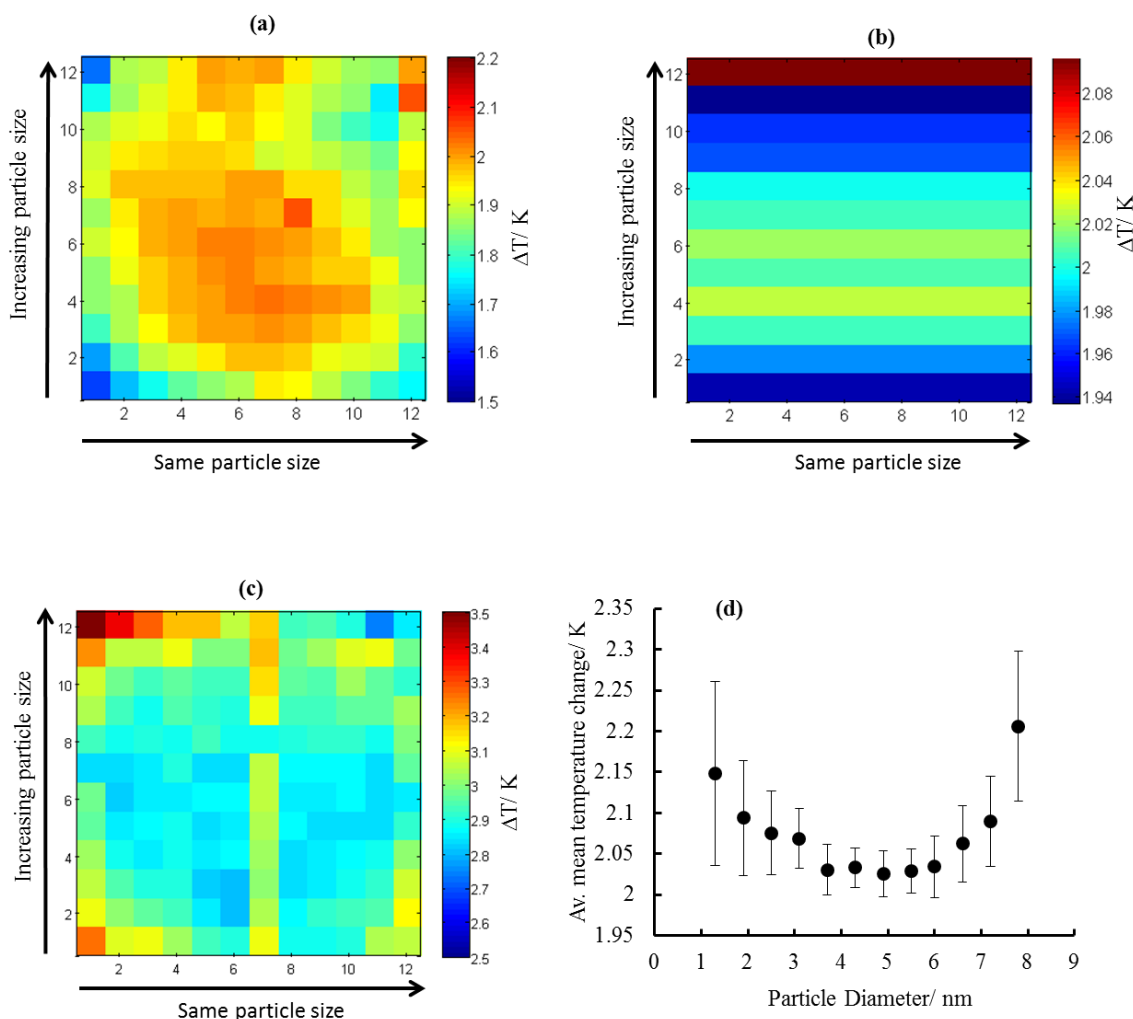 (a)
Increasing particle size
12
10
8
6
4
2
2 4 6 8 10 12
Same particle size
2.2
2.1
2
1.9
1.8
1.7
1.6
1.5
ΔT/ K
(b)
Increasing particle size
12
10
8
6
4
2
2 4 6 8 10 12
Same particle size
2.08
2.06
2.04
2.02
2
1.98
1.96
1.94
ΔT/ K
(c)
Increasing particle size
12
10
8
6
4
2
2 4 6 8 10 12
Same particle size
3.5
3.4
3.3
3.2
3.1
3
2.9
2.8
2.7
2.6
2.5
ΔT/ K
(d)
Av. mean temperature change/ K
2.35
2.3
2.25
2.2
2.15
2.1
2.05
2
1.95
0 1 2 3 4 5 6 7 8 9
Particle Diameter/ nm